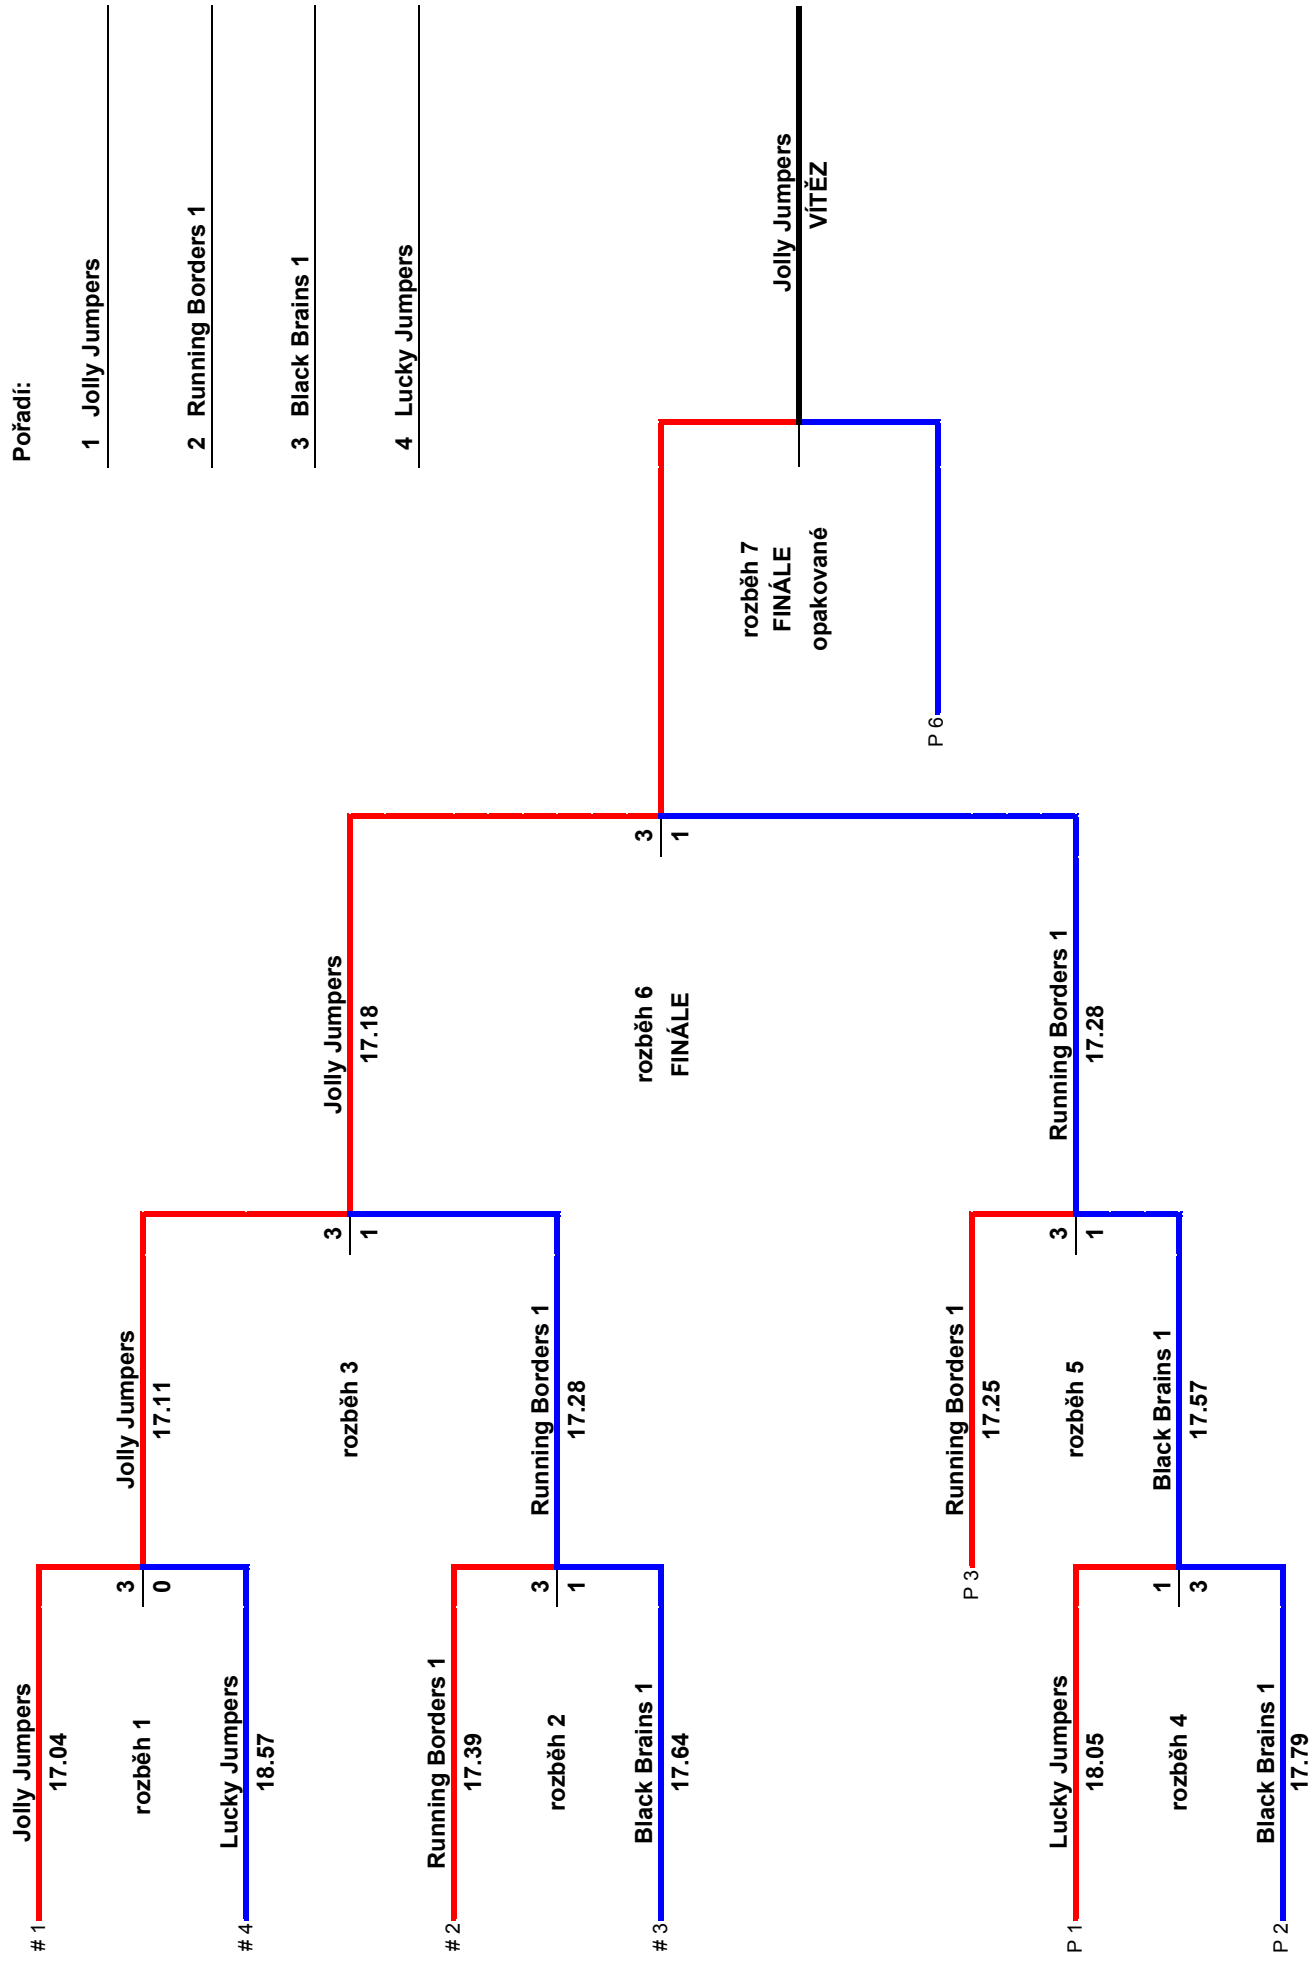 Pořadí:
1 Jolly Jumpers
2 Running Borders 1
3 Black Brains 1
4 Lucky Jumpers
# 1
Jolly Jumpers
17.04
rozběh 1
3
0
# 4
Lucky Jumpers
18.57
# 2
Running Borders 1
17.39
rozběh 2
3
1
# 3
Black Brains 1
17.64
Jolly Jumpers
17.11
rozběh 3
3
1
Running Borders 1
17.28
P 1
Lucky Jumpers
18.05
rozběh 4
1
3
P 2
Black Brains 1
17.79
P 3
Running Borders 1
17.25
rozběh 5
3
1
Black Brains 1
17.57
Jolly Jumpers
17.18
rozběh 6
FINÁLE
3
1
Running Borders 1
17.28
rozběh 7
FINÁLE
opakované
P 6
Jolly Jumpers
VÍTĚZ